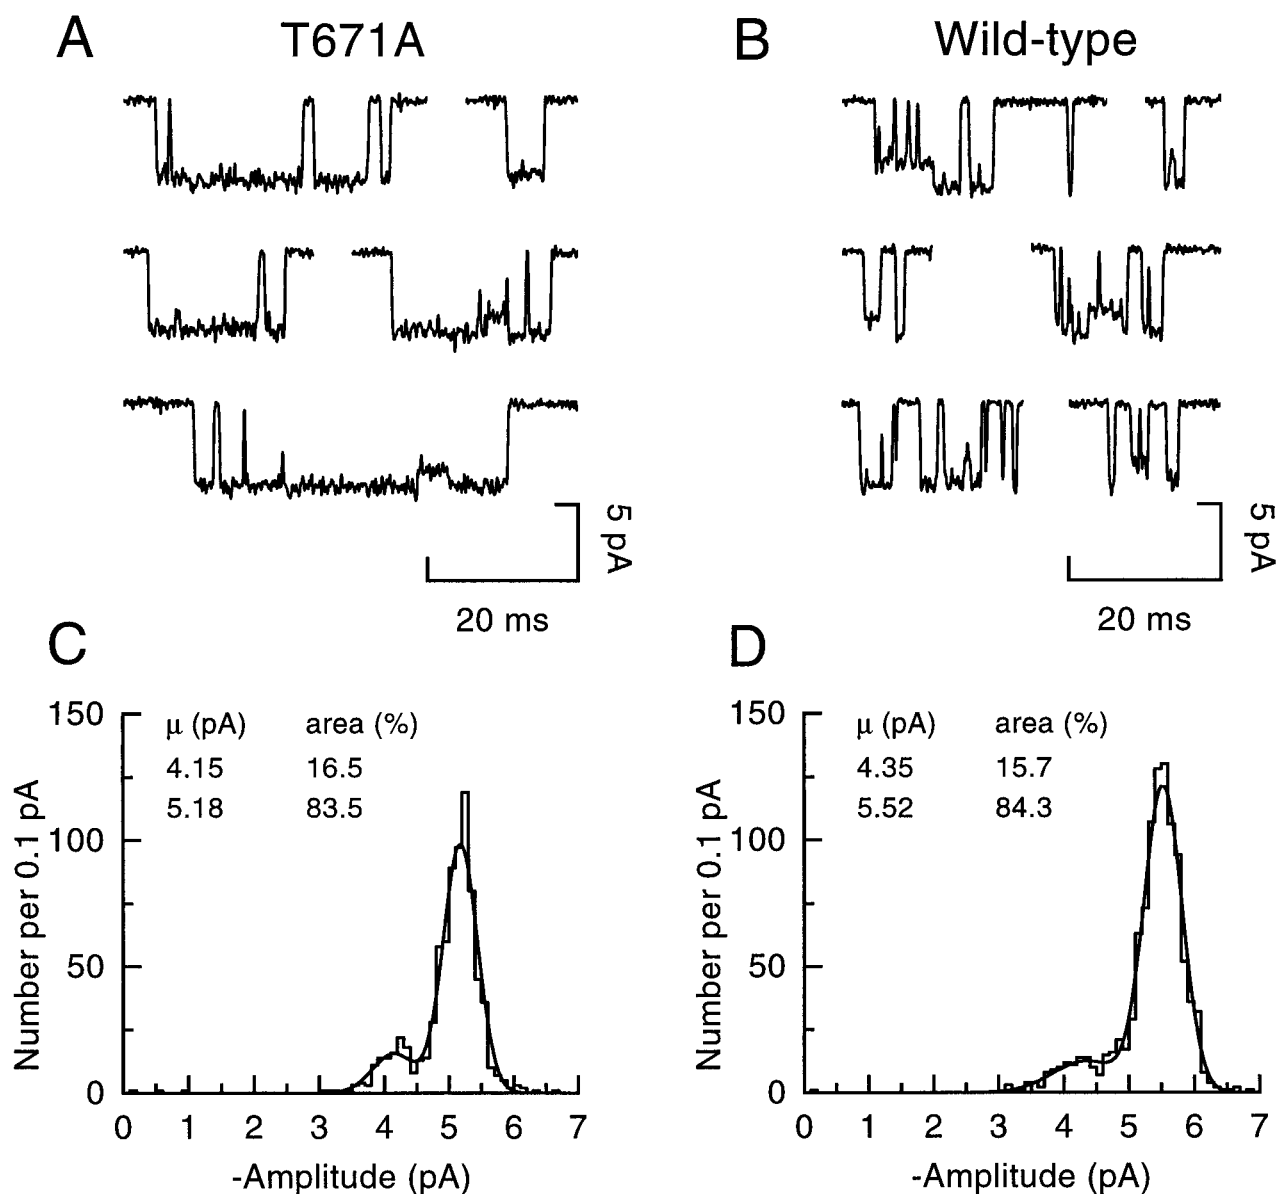 A T671A
B Wild-type
5 pA
20 ms
5 pA
20 ms
C
150
100
50
0
Number per 0.1 pA
μ (pA) area (%)
4.15 16.5
5.18 83.5
0 1 2 3 4 5 6 7
-Amplitude (pA)
D
150
100
50
0
Number per 0.1 pA
μ (pA) area (%)
4.35 15.7
5.52 84.3
0 1 2 3 4 5 6 7
-Amplitude (pA)